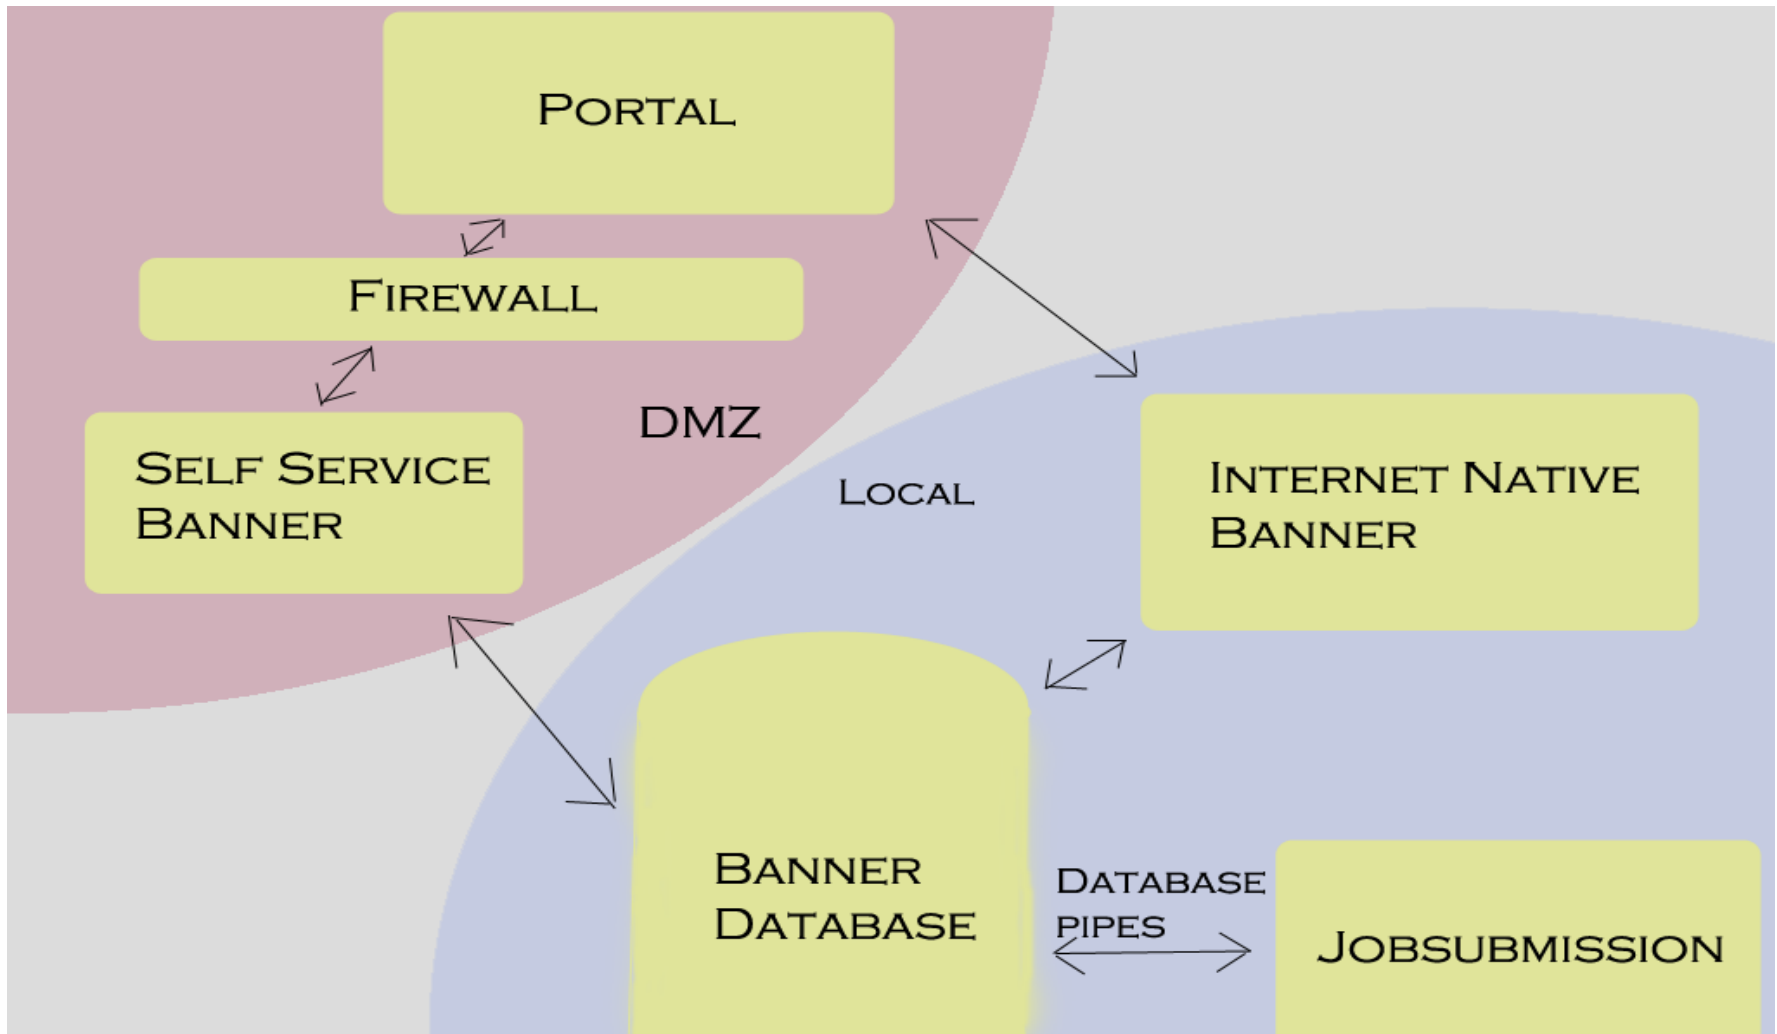 Portal
Firewall
DMZ
Self Service
Banner
Local
Internet Native
Banner
Banner
Database
Database
pipes
Jobsubmission